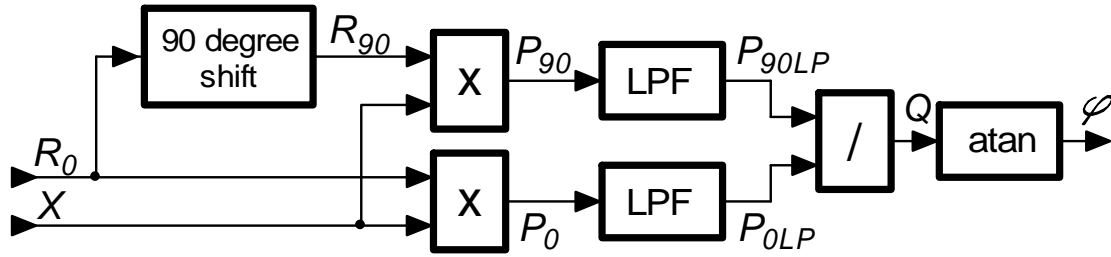 90 degree
shift
R90
X
P90
LPF
P90LP
/
Q
atan
φ
R0
X
X
P0
LPF
P0LP